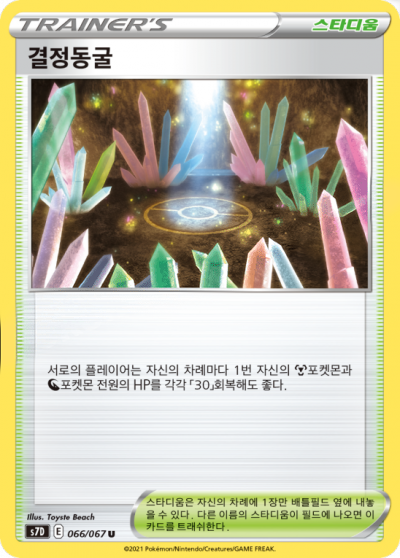 TRAINER'S
스타디움
결정동굴
서로의 플레이어는 자신의 차례마다 1번 자신의 포켓몬과
포켓몬 전원의 HP를 각각 「30」회복해도 좋다.
Illus. Toyste Beach
s7D E 066/067 U
스타디움은 자신의 차례에 1장만 배틀필드 옆에 내놓
을 수 있다. 다른 이름의 스타디움이 필드에 나오면 이
카드를 트래쉬한다.
©2021 Pokémon/Nintendo/Creatures/GAME FREAK.